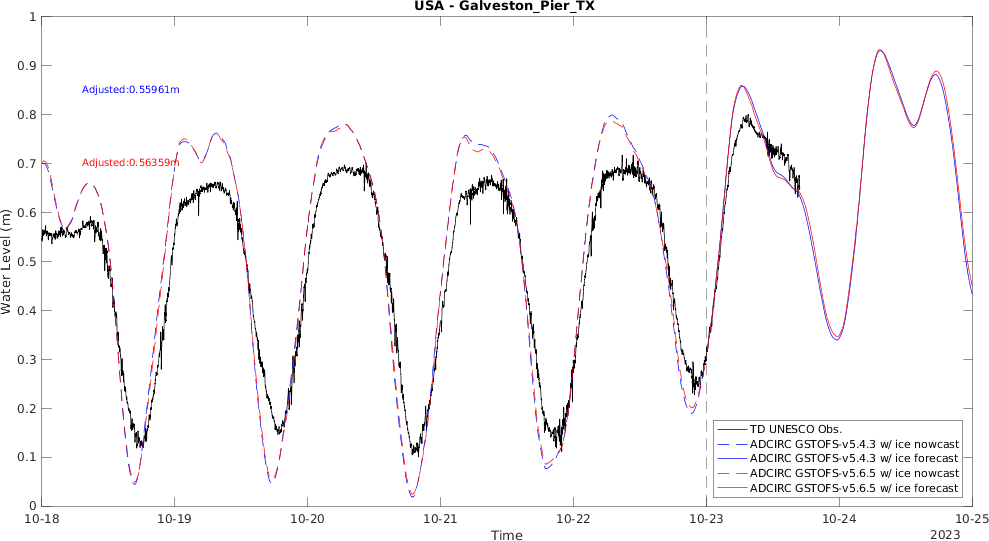 USA - Galveston_Pier_TX
1
0.9
0.8
0.7
0.6
0.5
0.4
0.3
0.2
0.1
0
Water Level (m)
Adjusted:0.55961m
Adjusted:0.56359m
TD UNESCO Obs.
ADCIRC GSTOFS-v5.4.3 w/ ice nowcast
ADCIRC GSTOFS-v5.4.3 w/ ice forecast
ADCIRC GSTOFS-v5.6.5 w/ ice nowcast
ADCIRC GSTOFS-v5.6.5 w/ ice forecast
10-18 10-19 10-20 10-21 10-22 10-23 10-24 10-25
Time
2023